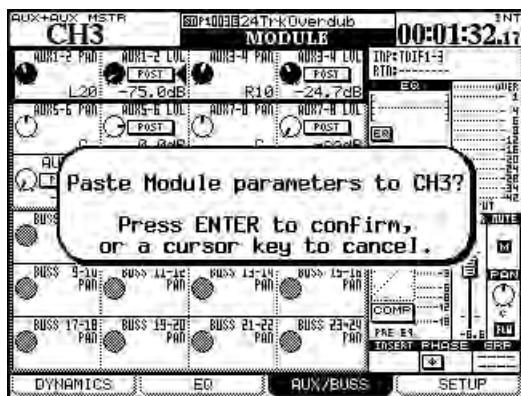 AUX+AUX MSTR
CH3
24TrkOverdub
MODULE
INT
00:01:32.17
AUX1-2 PAN AUX1-2 LVL AUX3-4 PAN AUX3-4 LVL
POST POST
L20 -75.0dB R10 -24.7dB
INP:TDIF1-3
RTN:------
EQ
OVER
AUX5-6 PAN AUX5-6 LVL AUX7-8 PAN AUX7-8 LVL
POST POST
EQ
Paste Module parameters to CH3?
Press ENTER to confirm,
or a cursor key to cancel.
MUTE
M
BUSS 9-10 PAN BUSS 11-12 PAN BUSS 13-14 PAN BUSS 15-16 PAN
PAN
C
COMP
BUSS 17-18 PAN BUSS 19-20 PAN BUSS 21-22 PAN BUSS 23-24 PAN
PRE EQ
INSERT PHASE
DYNAMICS EQ AUX/BUSS SETUP